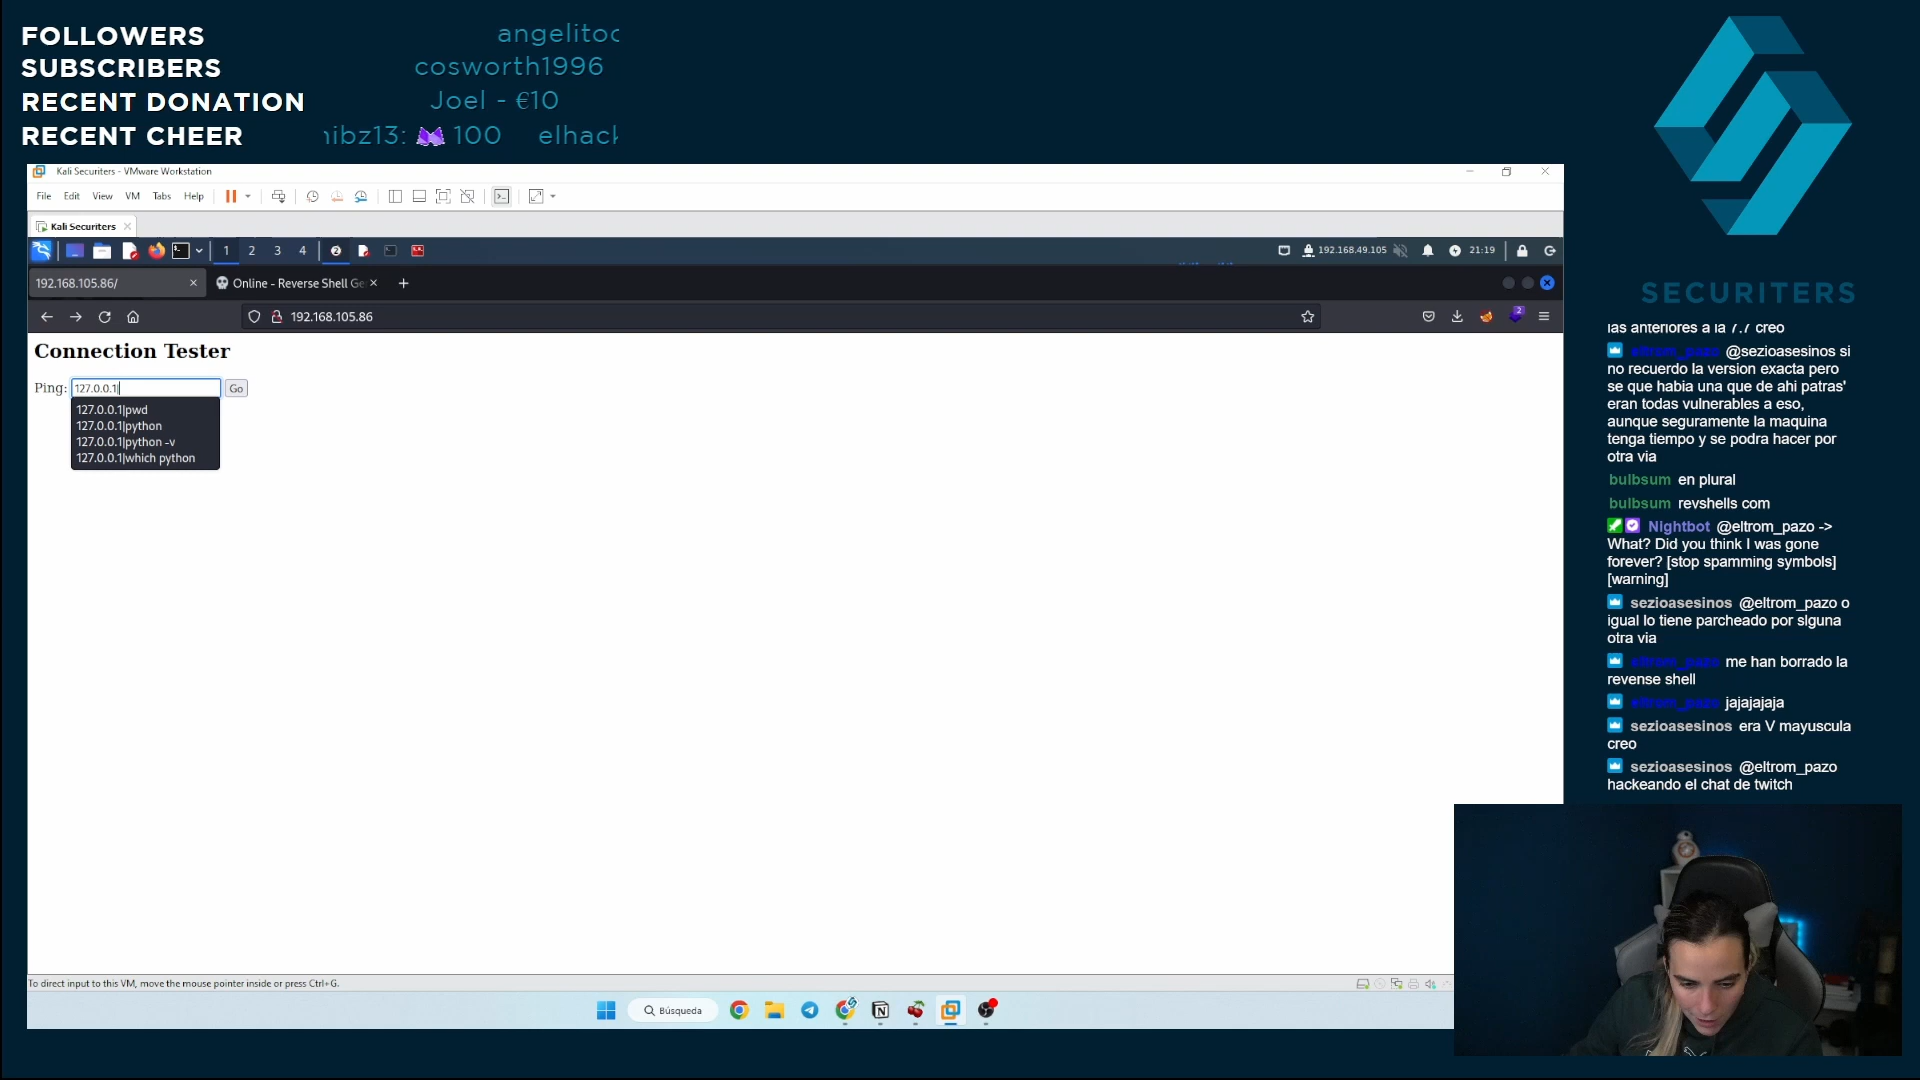 FOLLOWERS
angelitoc
SUBSCRIBERS
cosworth1996
RECENT DONATION
Joel - €10
RECENT CHEER
nibz13: 100 elhack
Kali Securiters - VMware Workstation
File Edit View VM Tabs Help
Kali Securiters
1 2 3 4
192.168.49.105
21:19
192.168.105.86/
Online - Reverse Shell Ge
192.168.105.86
2
Connection Tester
Ping: 127.0.0.1| Go
127.0.0.1|pwd
127.0.0.1|python
127.0.0.1|python -v
127.0.0.1|which python
To direct input to this VM, move the mouse pointer inside or press Ctrl+G.
Búsqueda
SECURITERS
las anteriores a la 7.7 creo
eltrom_pazo @sezioasesinos si
no recuerdo la version exacta pero
se que habia una que de ahi patras'
eran todas vulnerables a eso,
aunque seguramente la maquina
tenga tiempo y se podra hacer por
otra via
bulbsum en plural
bulbsum revshells com
Nightbot @eltrom_pazo ->
What? Did you think I was gone
forever? [stop spamming symbols]
[warning]
sezioasesinos @eltrom_pazo o
igual lo tiene parcheado por slguna
otra via
eltrom_pazo me han borrado la
revense shell
eltrom_pazo jajajajaja
sezioasesinos era V mayuscula
creo
sezioasesinos @eltrom_pazo
hackeando el chat de twitch